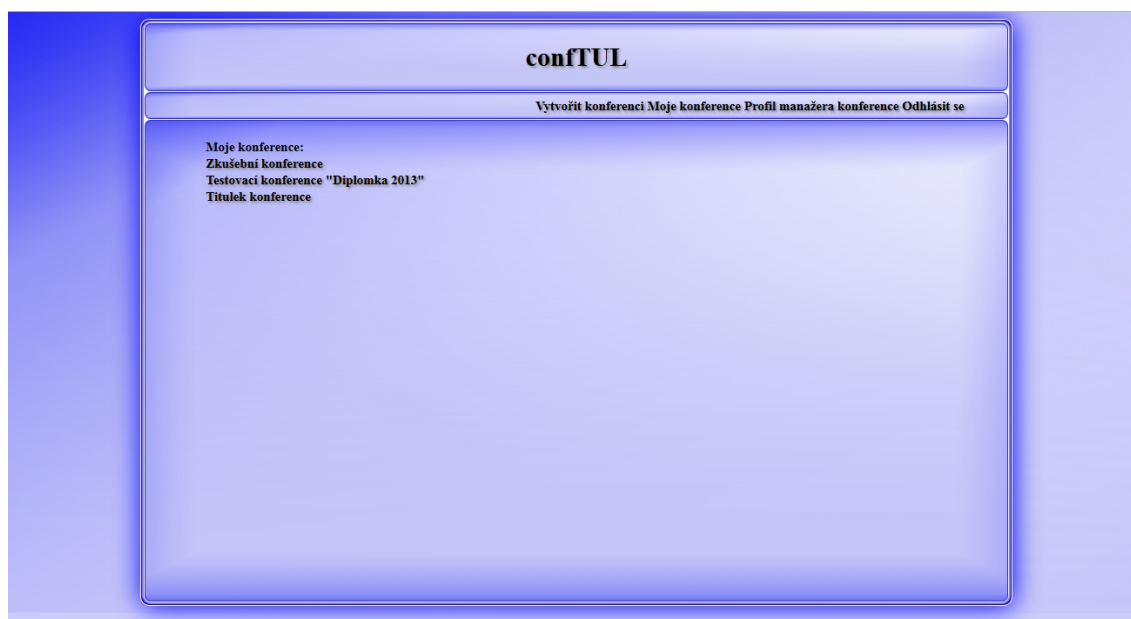 confTUL
Vytvořit konferenci Moje konference Profil manažera konference Odhlásit se
Moje konference:
Zkušební konference
Testovací konference "Diplomka 2013"
Titulek konference